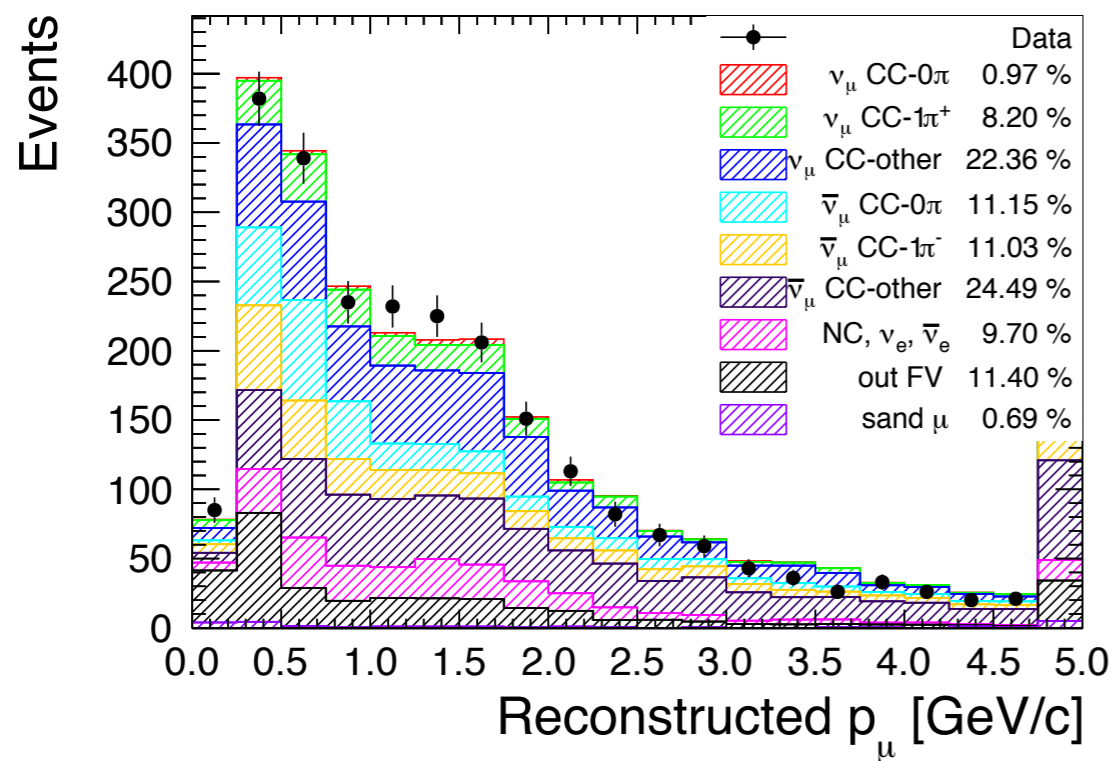 Events
400
350
300
250
200
150
100
50
0
0.0 0.5 1.0 1.5 2.0 2.5 3.0 3.5 4.0 4.5 5.0
Reconstructed pμ [GeV/c]
Data
νμ CC-0π 0.97 %
νμ CC-1π⁺ 8.20 %
νμ CC-other 22.36 %
ν̅μ CC-0π 11.15 %
ν̅μ CC-1π⁻ 11.03 %
ν̅μ CC-other 24.49 %
NC, νₑ, ν̅ₑ 9.70 %
out FV 11.40 %
sand μ 0.69 %